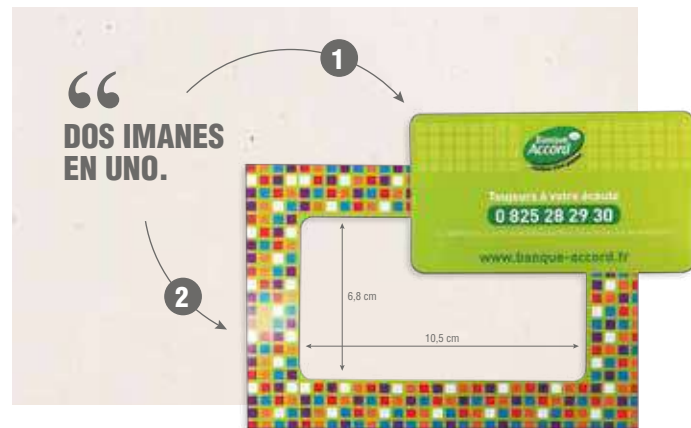 “
DOS IMANES
EN UNO.
1
2
Banque
Accord
Toujours à votre écoute
0 825 28 29 30
www.banque-accord.fr
6,8 cm
10,5 cm